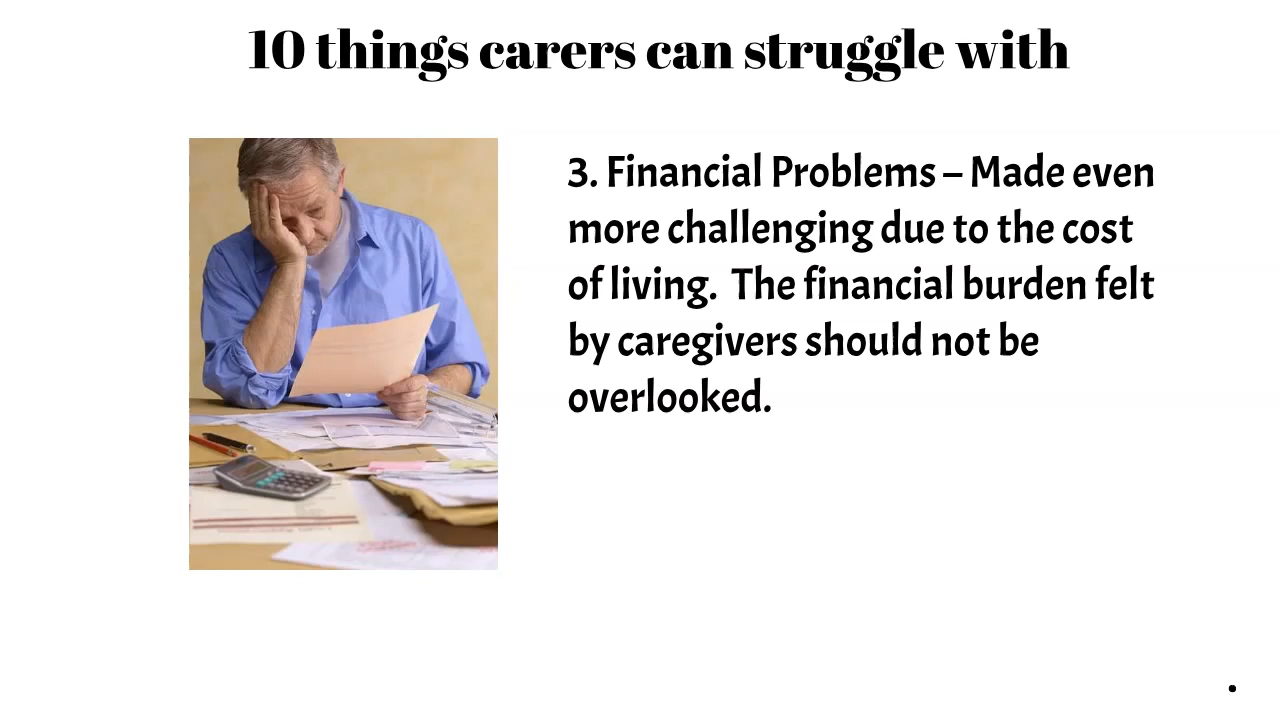 10 things carers can struggle with
3. Financial Problems – Made even
more challenging due to the cost
of living.  The financial burden felt
by caregivers should not be
overlooked.
.